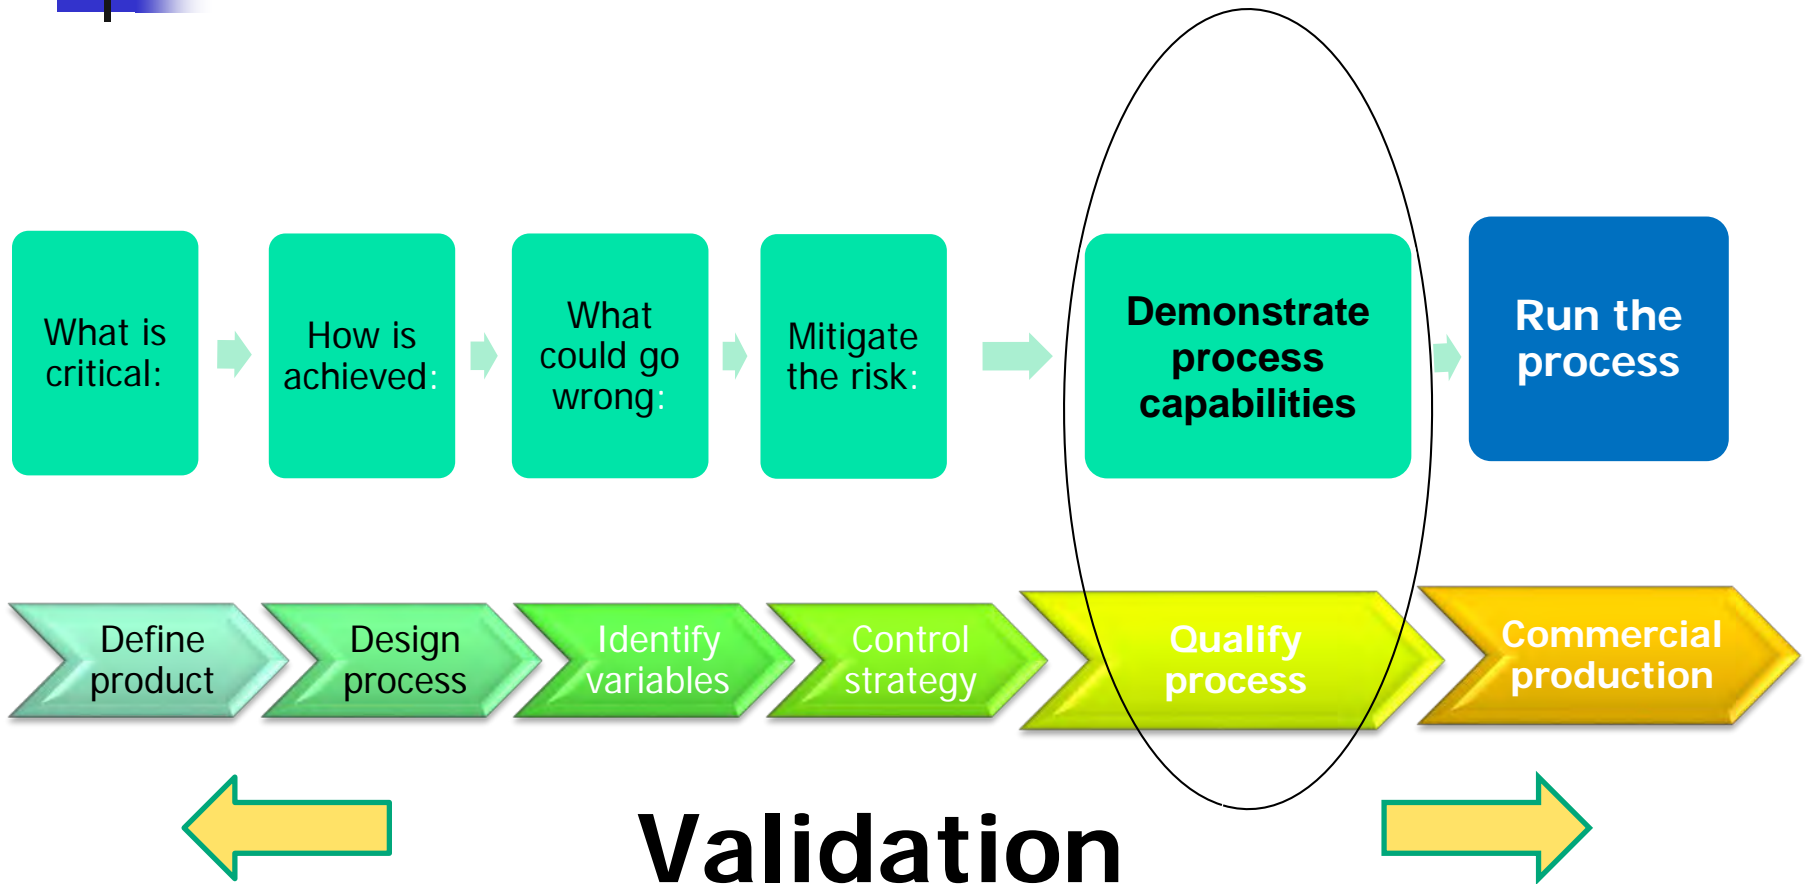 What is
critical:
How is
achieved:
What
could go
wrong:
Mitigate
the risk:
Demonstrate
process
capabilities
Run the
process
Define
product
Design
process
Identify
variables
Control
strategy
Qualify
process
Commercial
production
Validation